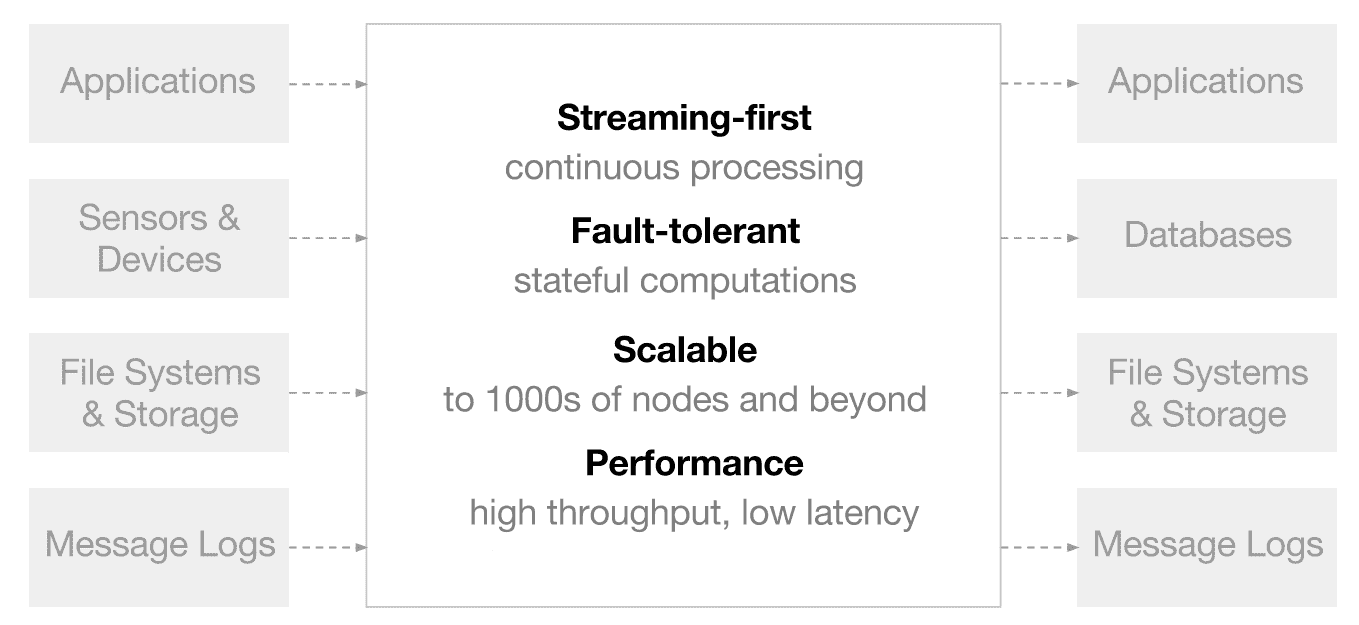 Applications
Sensors &
Devices
File Systems
& Storage
Message Logs
Streaming-first
continuous processing
Fault-tolerant
stateful computations
Scalable
to 1000s of nodes and beyond
Performance
high throughput, low latency
Applications
Databases
File Systems
& Storage
Message Logs